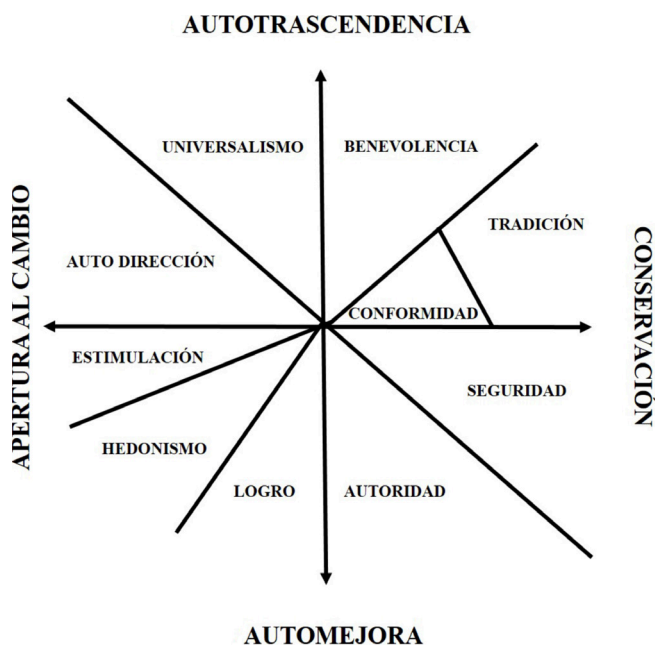 AUTOTRASCENDENCIA
UNIVERSALISMO
BENEVOLENCIA
TRADICIÓN
APERTURA AL CAMBIO
AUTO DIRECCIÓN
CONFORMIDAD
CONSERVACIÓN
ESTIMULACIÓN
SEGURIDAD
HEDONISMO
LOGRO
AUTORIDAD
AUTOMEJORA